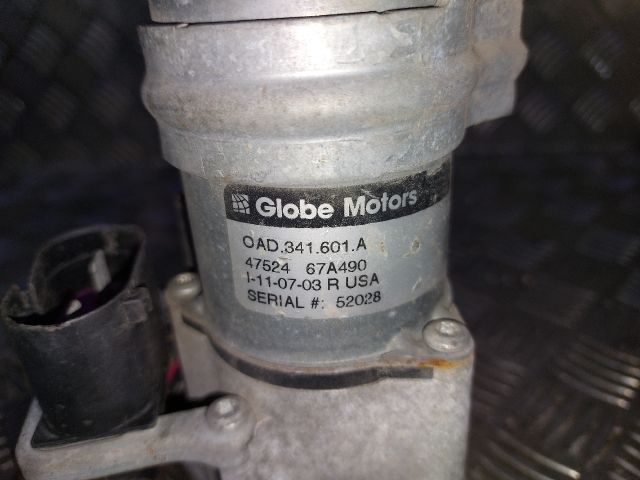 Globe Motors
OAD.341.601.A
47524 67A490
I-11-07-03 R USA
SERIAL #: 52028